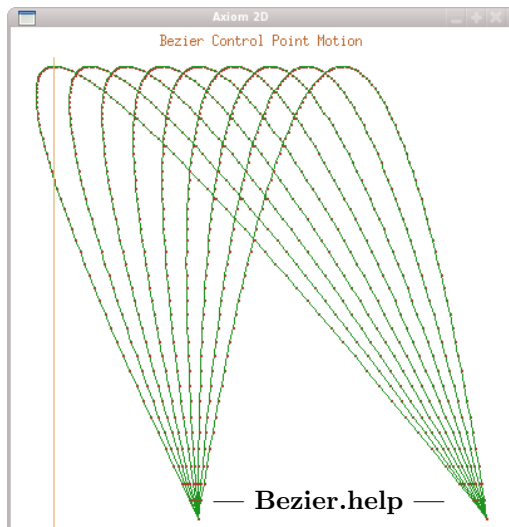 Axiom 2D
Bezier Control Point Motion
— Bezier.help —